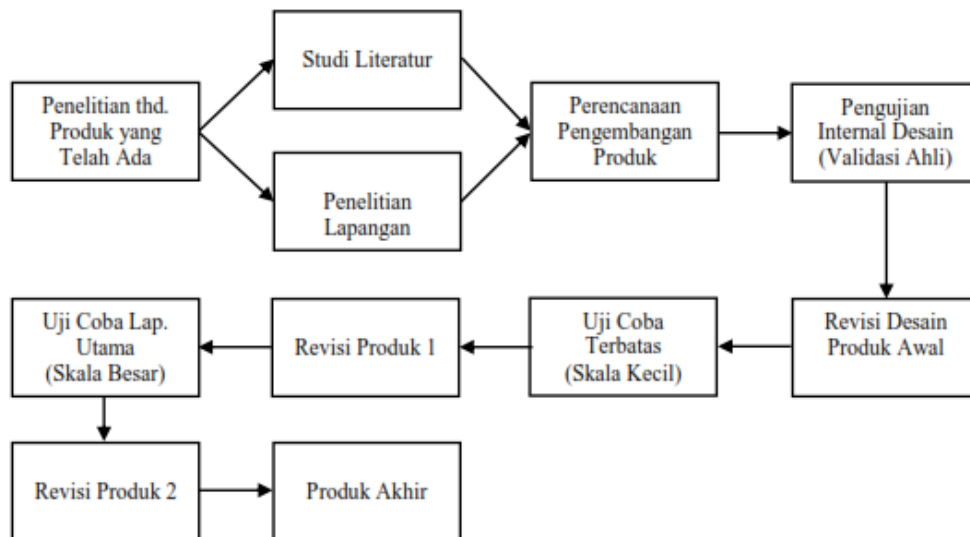 Penelitian thd.
Produk yang
Telah Ada
Studi Literatur
Penelitian
Lapangan
Perencanaan
Pengembangan
Produk
Pengujian
Internal Desain
(Validasi Ahli)
Revisi Desain
Produk Awal
Uji Coba
Terbatas
(Skala Kecil)
Revisi Produk 1
Uji Coba Lap.
Utama
(Skala Besar)
Revisi Produk 2
Produk Akhir